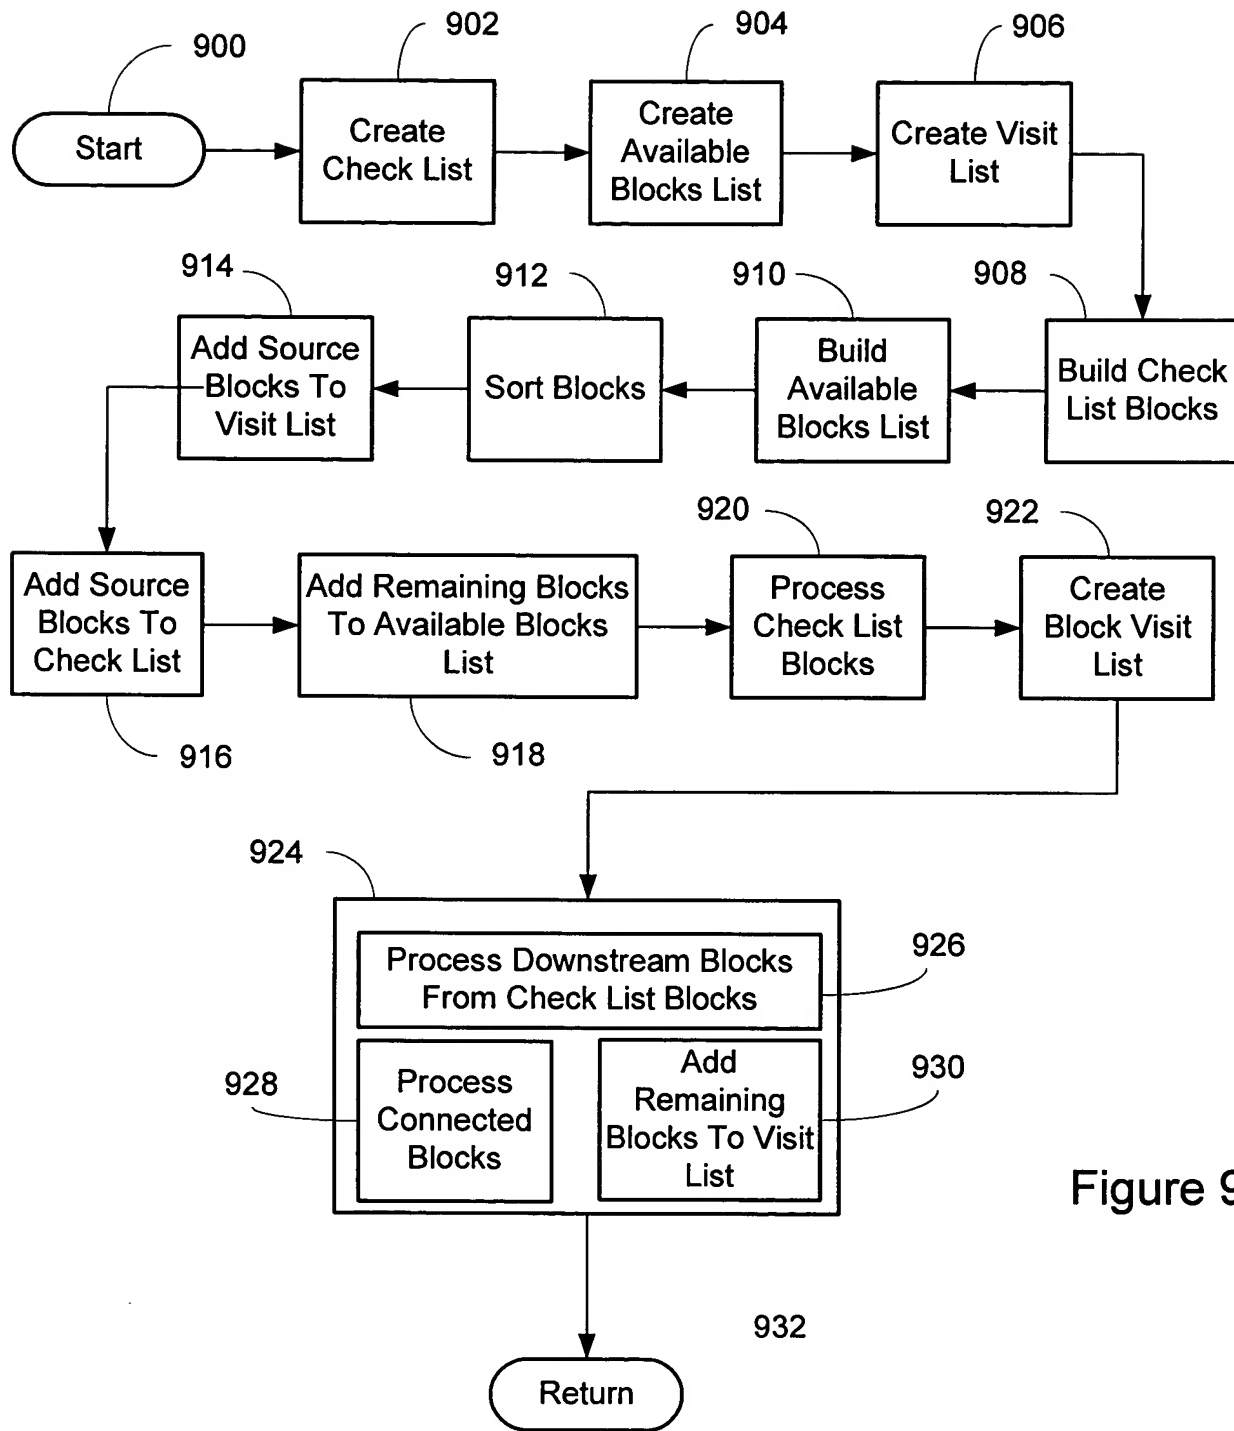 900
902
904
906
Start
Create
Check List
Create
Available
Blocks List
Create Visit
List
914
912
910
908
Add Source
Blocks To
Visit List
Sort Blocks
Build
Available
Blocks List
Build Check
List Blocks
920
922
Add Source
Blocks To
Check List
Add Remaining Blocks
To Available Blocks
List
Process
Check List
Blocks
Create
Block Visit
List
916
918
924
Process Downstream Blocks
From Check List Blocks
926
928
Process
Connected
Blocks
Add
Remaining
Blocks To Visit
List
930
Figure 9
932
Return